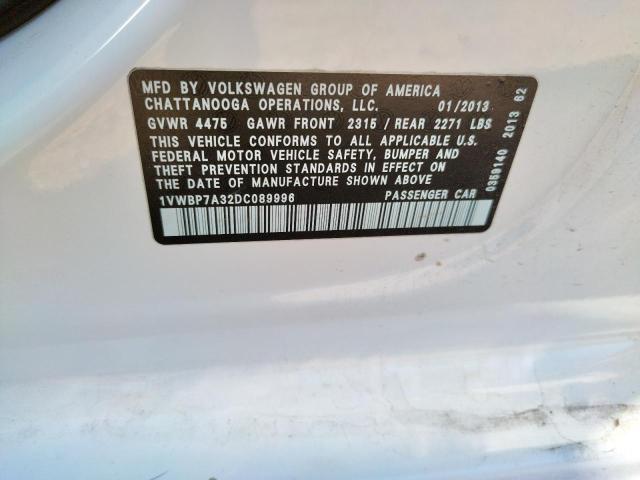 MFD BY VOLKSWAGEN GROUP OF AMERICA
CHATTANOOGA OPERATIONS, LLC. 01/2013
GVWR 4475 GAWR FRONT 2315 / REAR 2271 LBS
THIS VEHICLE CONFORMS TO ALL APPLICABLE U.S.
FEDERAL MOTOR VEHICLE SAFETY, BUMPER AND
THEFT PREVENTION STANDARDS IN EFFECT ON
DATE OF MANUFACTURE SHOWN ABOVE
1VWBP7A32DC089996 PASSENGER CAR
0359140 2013 62